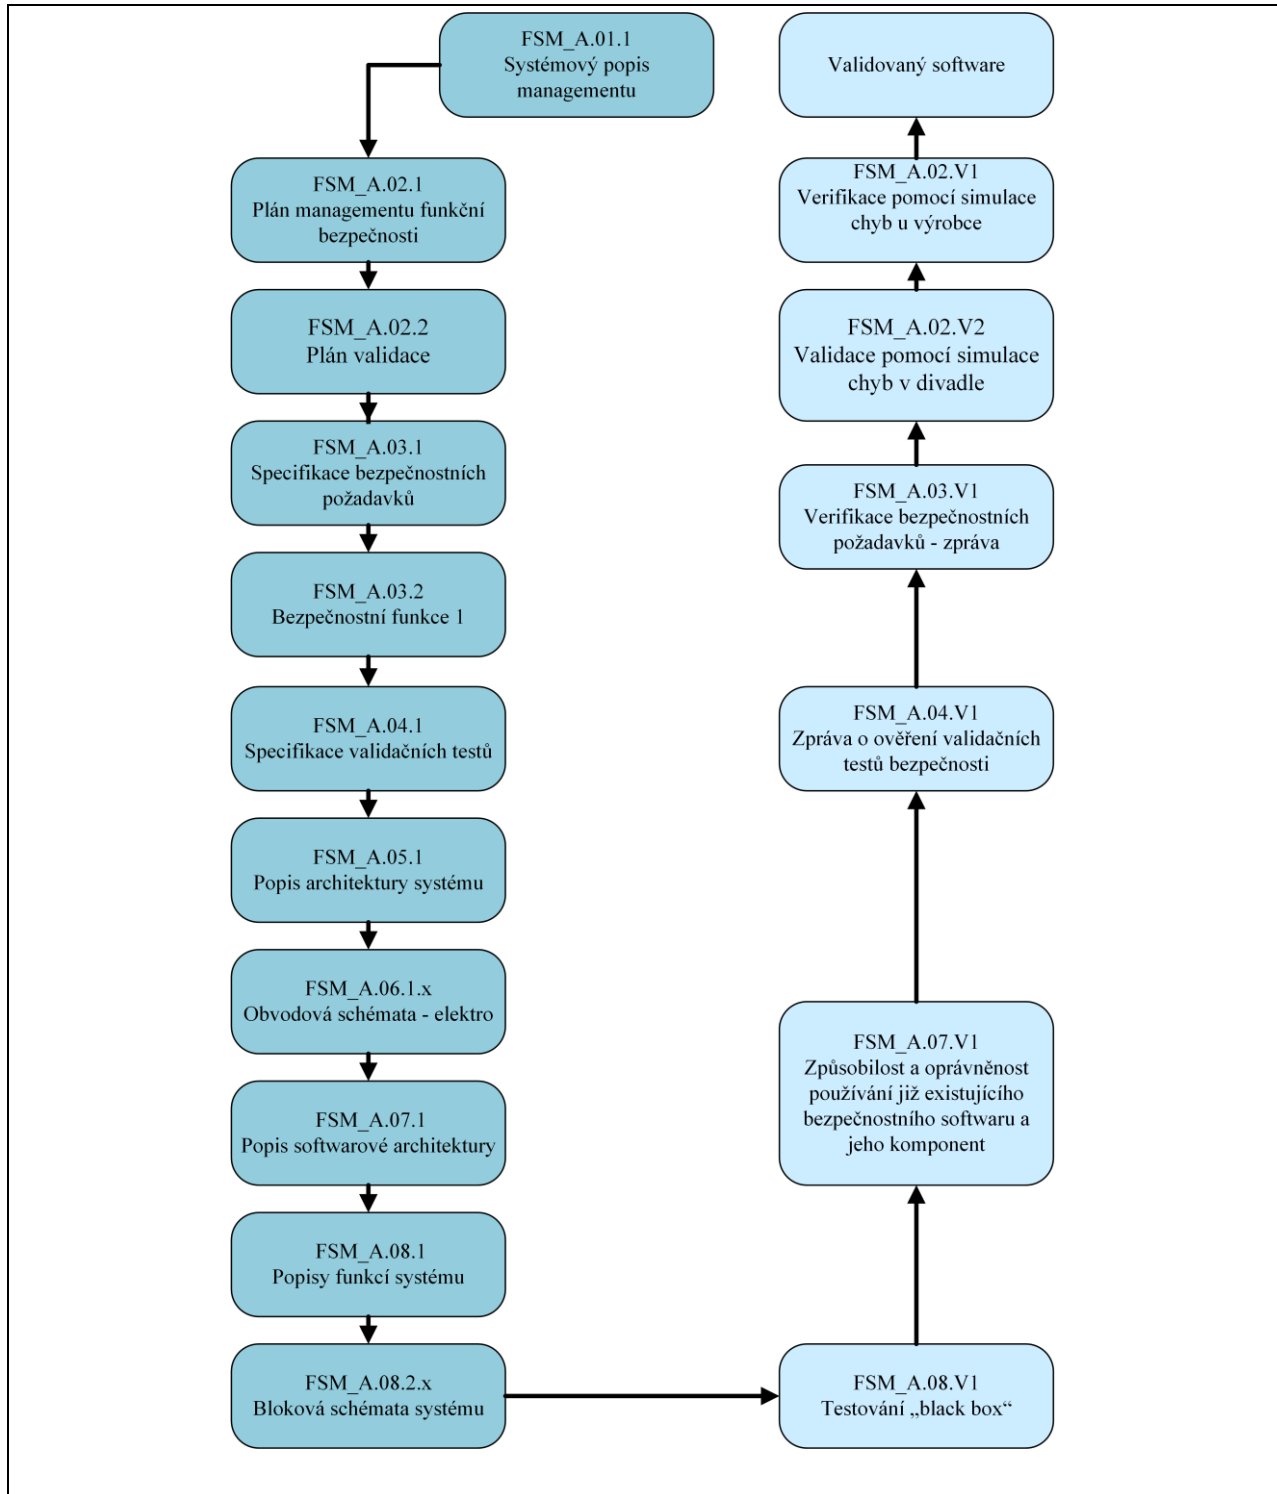 FSM_A.01.1
Systémový popis
managementu
FSM_A.02.1
Plán managementu funkční
bezpečnosti
FSM_A.02.2
Plán validace
FSM_A.03.1
Specifikace bezpečnostních
požadavků
FSM_A.03.2
Bezpečnostní funkce 1
FSM_A.04.1
Specifikace validačních testů
FSM_A.05.1
Popis architektury systému
FSM_A.06.1.x
Obvodová schémata - elektro
FSM_A.07.1
Popis softwarové architektury
FSM_A.08.1
Popisy funkcí systému
FSM_A.08.2.x
Bloková schémata systému
FSM_A.08.V1
Testování „black box“
FSM_A.07.V1
Způsobilost a oprávněnost
používání již existujícího
bezpečnostního softwaru a
jeho komponent
FSM_A.04.V1
Zpráva o ověření validačních
testů bezpečnosti
FSM_A.03.V1
Verifikace bezpečnostních
požadavků - zpráva
FSM_A.02.V2
Validace pomocí simulace
chyb v divadle
FSM_A.02.V1
Verifikace pomocí simulace
chyb u výrobce
Validovaný software